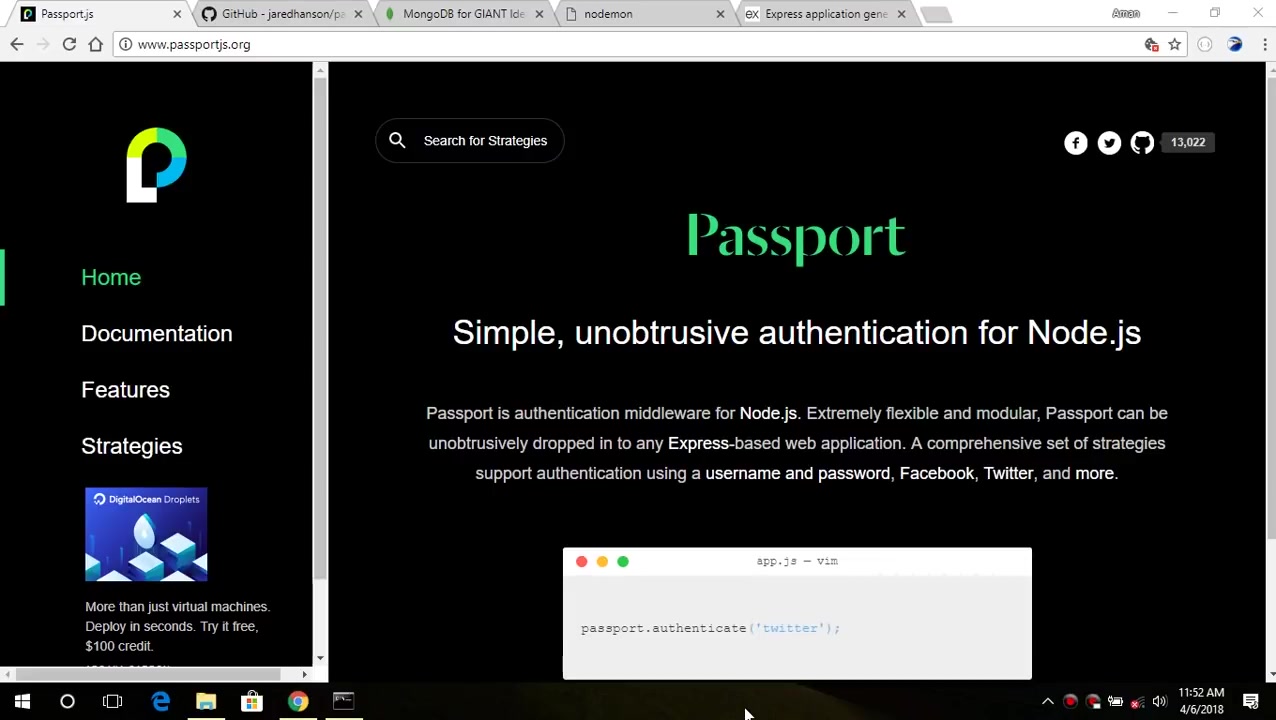 Passport.js
GitHub - jaredhanson/pa
MongoDB for GIANT Ide
nodemon
ex Express application gene
Aman
www.passportjs.org
Search for Strategies
13,022
Passport
Home
Simple, unobtrusive authentication for Node.js
Documentation
Features
Strategies
Passport is authentication middleware for Node.js. Extremely flexible and modular, Passport can be
unobtrusively dropped in to any Express-based web application. A comprehensive set of strategies
support authentication using a username and password, Facebook, Twitter, and more.
DigitalOcean Droplets
More than just virtual machines.
Deploy in seconds. Try it free,
$100 credit.
app.js — vim
passport.authenticate('twitter');
11:52 AM
4/6/2018